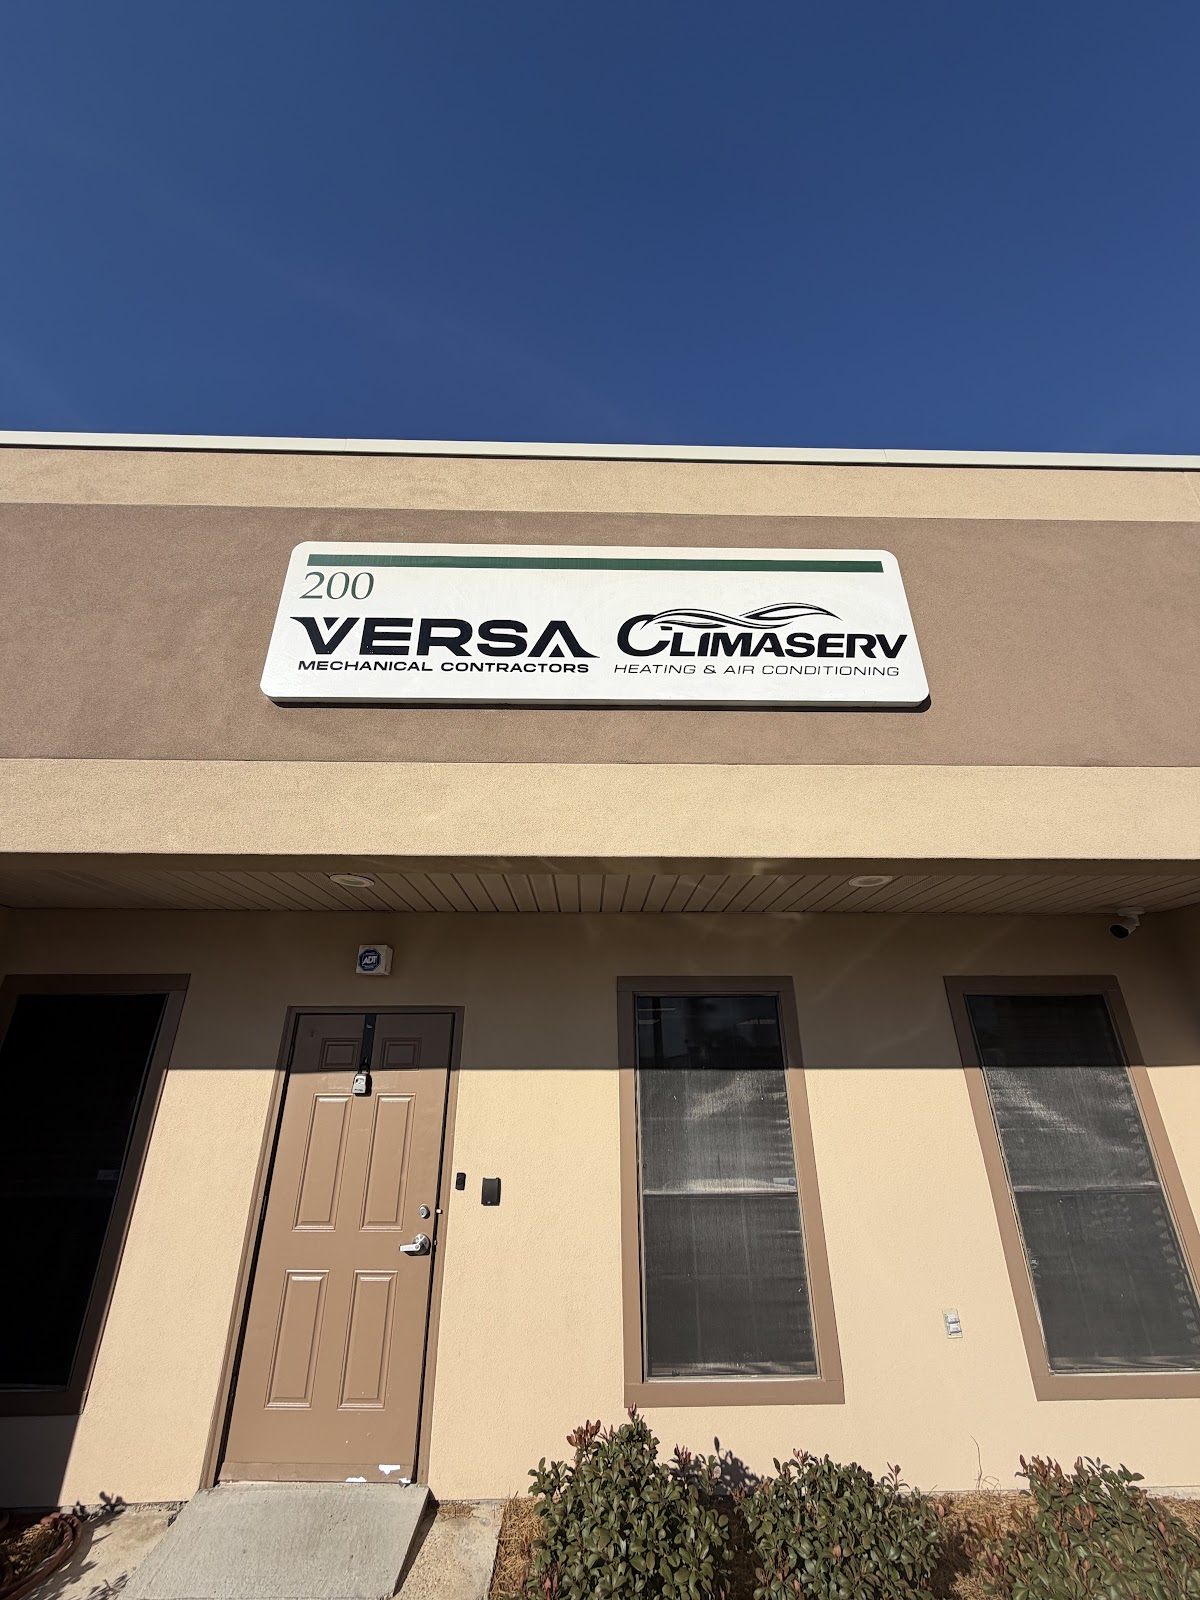 200
VERSA
MECHANICAL CONTRACTORS
CLIMASERV
HEATING & AIR CONDITIONING
ADT